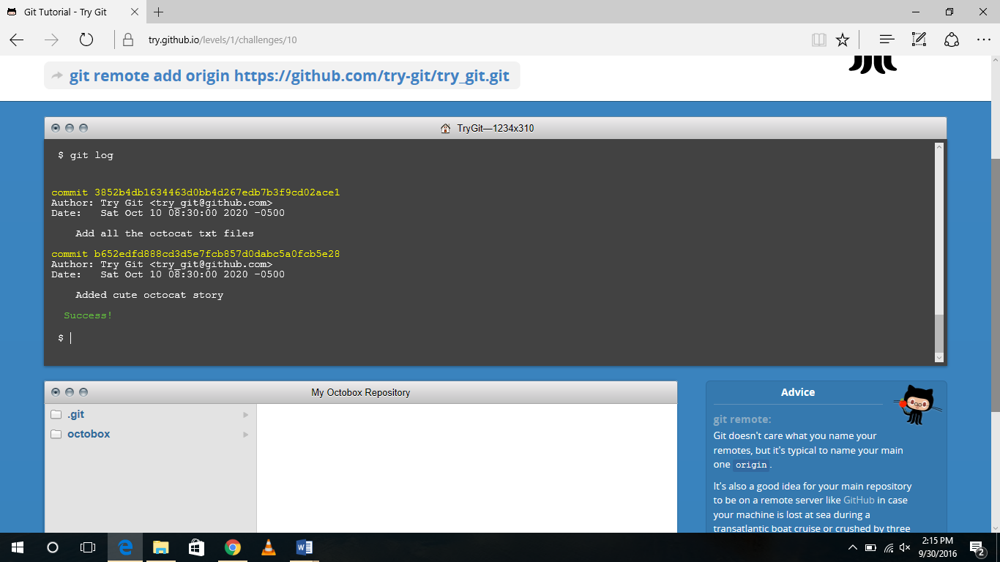 Git Tutorial - Try Git
try.github.io/levels/1/challenges/10
git remote add origin https://github.com/try-git/try_git.git
TryGit—1234x310
$ git log
commit 3852b4db1634463d0bb4d267edb7b3f9cd02ace1
Author: Try Git <try_git@github.com>
Date:   Sat Oct 10 08:30:00 2020 -0500
Add all the octocat txt files
commit b652edfd888cd3d5e7fcb857d0dabc5a0fcb5e28
Author: Try Git <try_git@github.com>
Date:   Sat Oct 10 08:30:00 2020 -0500
Added cute octocat story
Success!
$
My Octobox Repository
.git
octobox
Advice
git remote:
Git doesn't care what you name your
remotes, but it's typical to name your main
one origin.
It's also a good idea for your main repository
to be on a remote server like GitHub in case
your machine is lost at sea during a
transatlantic boat cruise or crushed by three
2:15 PM
9/30/2016
2